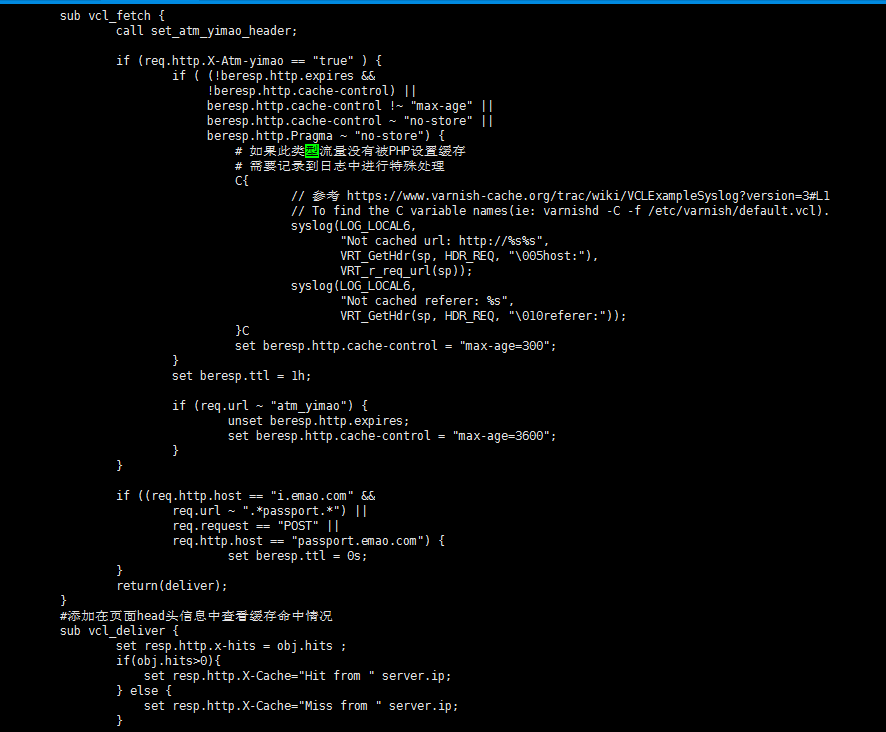 sub vcl_fetch {
call set_atm_yimao_header;
if (req.http.X-Atm-yimao == "true" ) {
if ( (!beresp.http.expires &&
!beresp.http.cache-control) ||
beresp.http.cache-control !~ "max-age" ||
beresp.http.cache-control ~ "no-store" ||
beresp.http.Pragma ~ "no-store") {
# 如果此类型流量没有被PHP设置缓存
# 需要记录到日志中进行特殊处理
C{
// 参考 https://www.varnish-cache.org/trac/wiki/VCLExampleSyslog?version=3#L1
// To find the C variable names(ie: varnishd -C -f /etc/varnish/default.vcl).
syslog(LOG_LOCAL6,
"Not cached url: http://%s%s",
VRT_GetHdr(sp, HDR_REQ, "\005host:"),
VRT_r_req_url(sp));
syslog(LOG_LOCAL6,
"Not cached referer: %s",
VRT_GetHdr(sp, HDR_REQ, "\010referer:"));
}C
set beresp.http.cache-control = "max-age=300";
}
set beresp.ttl = 1h;
if (req.url ~ "atm_yimao") {
unset beresp.http.expires;
set beresp.http.cache-control = "max-age=3600";
}
}
if ((req.http.host == "i.emao.com" &&
req.url ~ ".*passport.*") ||
req.request == "POST" ||
req.http.host == "passport.emao.com") {
set beresp.ttl = 0s;
}
return(deliver);
}
#添加在页面head头信息中查看缓存命中情况
sub vcl_deliver {
set resp.http.x-hits = obj.hits ;
if(obj.hits>0){
set resp.http.X-Cache="Hit from " server.ip;
} else {
set resp.http.X-Cache="Miss from " server.ip;
}